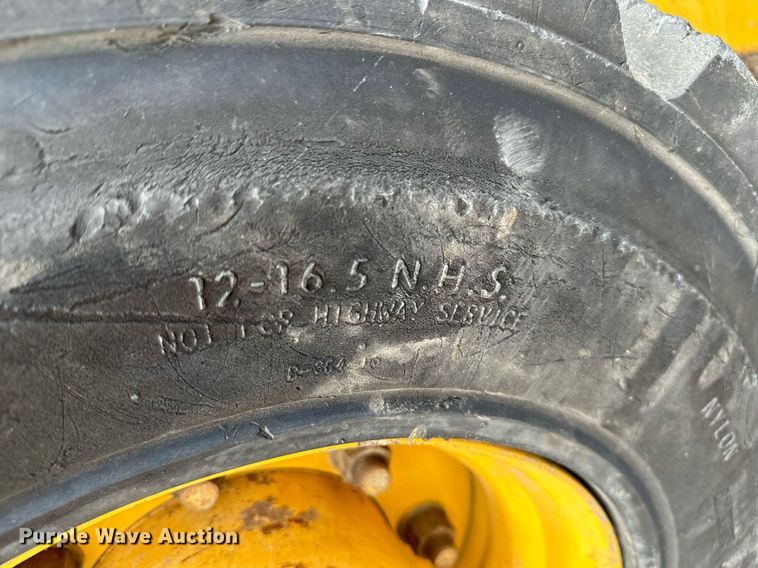 12-16.5 N.H.S.
NOT FOR HIGHWAY SERVICE
NYLON
Purple Wave Auction